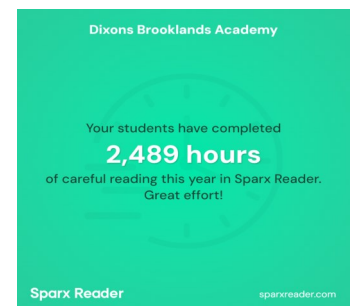 Dixons Brooklands Academy
Your students have completed
2,489 hours
of careful reading this year in Sparx Reader.
Great effort!
Sparx Reader
sparxreader.com